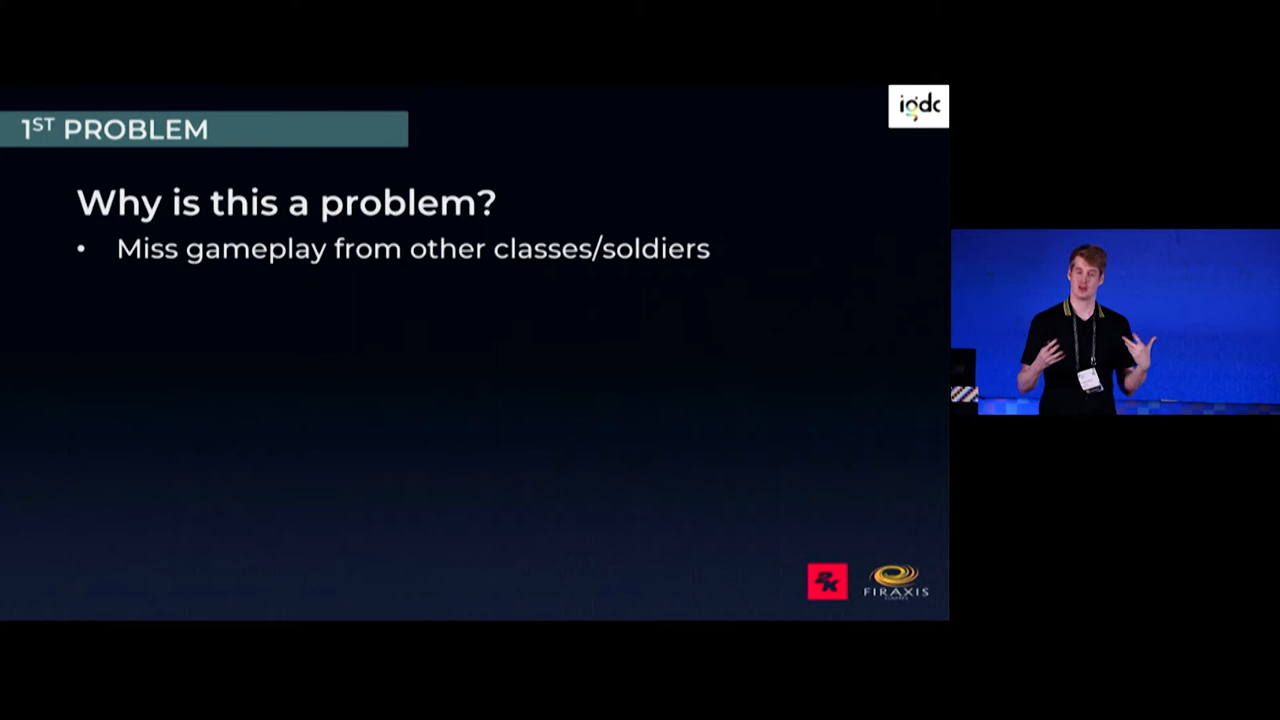 igdc
1ST PROBLEM
Why is this a problem?
• Miss gameplay from other classes/soldiers
2K
FIRAXIS